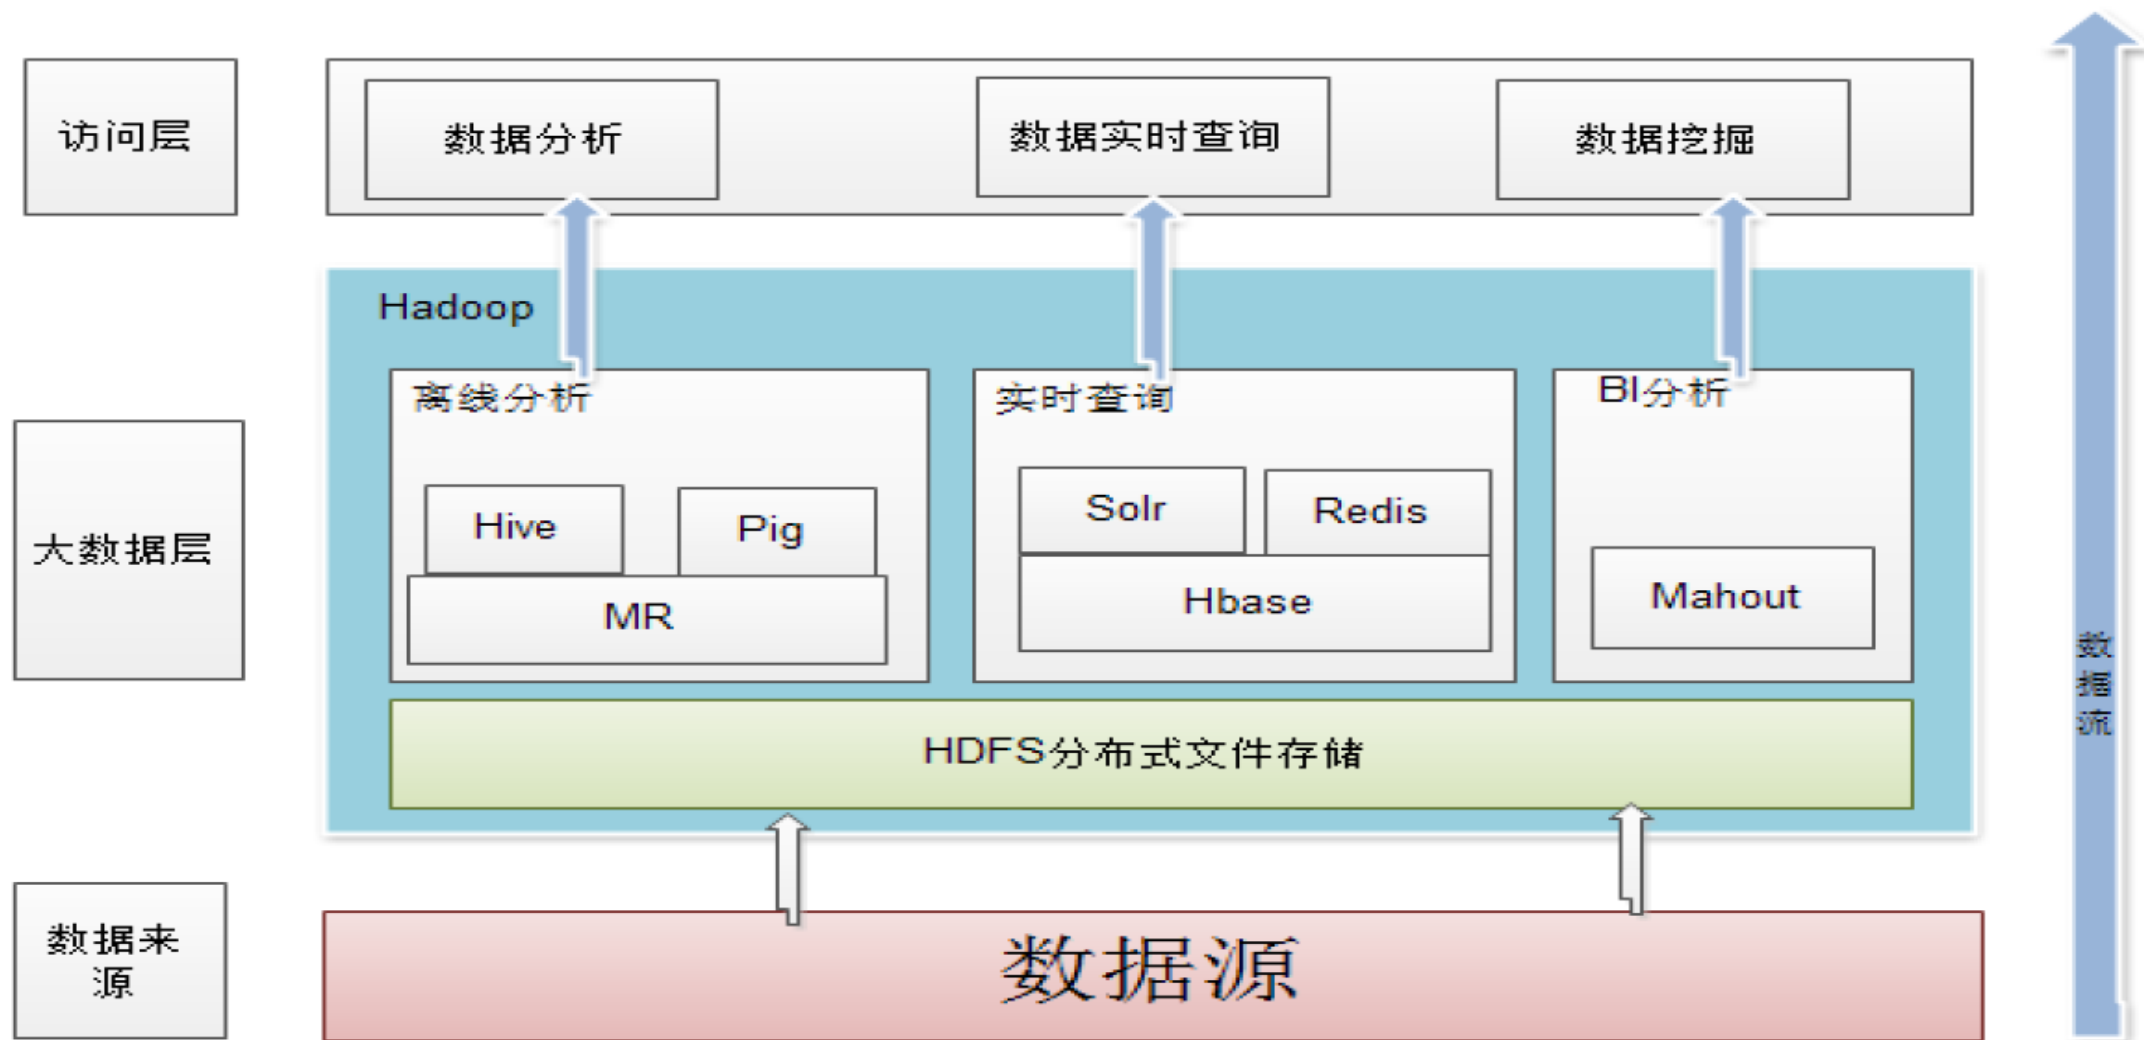 访问层
数据分析
数据实时查询
数据挖掘
Hadoop
离线分析
实时查询
BI分析
大数据层
Hive
Pig
MR
Solr
Redis
Hbase
Mahout
HDFS分布式文件存储
数据来
源
数据源
数
据
流